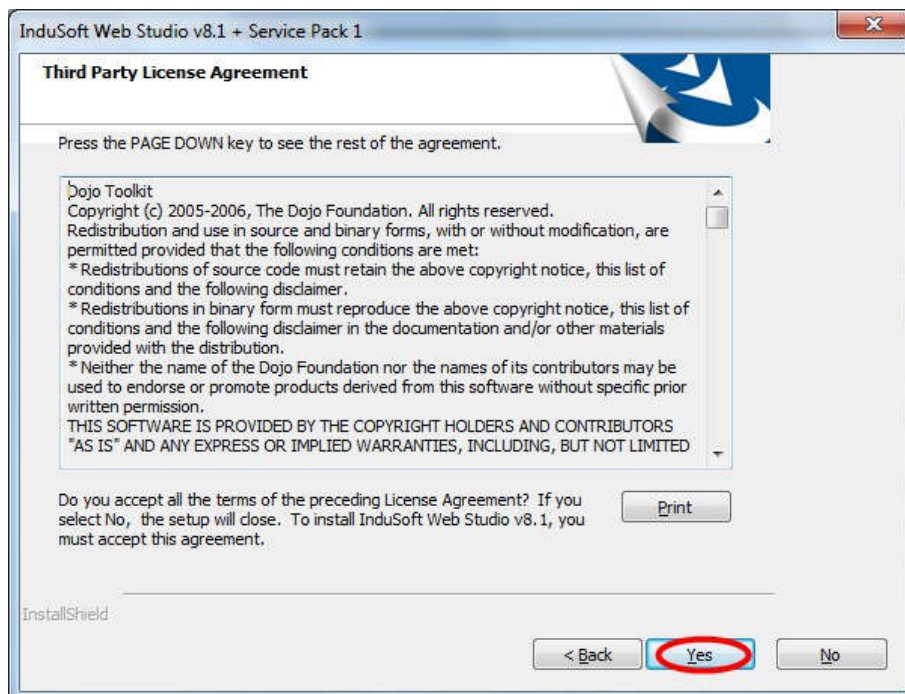 InduSoft Web Studio v8.1 + Service Pack 1
Third Party License Agreement
Press the PAGE DOWN key to see the rest of the agreement.
Dojo Toolkit
Copyright (c) 2005-2006, The Dojo Foundation. All rights reserved.
Redistribution and use in source and binary forms, with or without modification, are
permitted provided that the following conditions are met:
* Redistributions of source code must retain the above copyright notice, this list of
conditions and the following disclaimer.
* Redistributions in binary form must reproduce the above copyright notice, this list of
conditions and the following disclaimer in the documentation and/or other materials
provided with the distribution.
* Neither the name of the Dojo Foundation nor the names of its contributors may be
used to endorse or promote products derived from this software without specific prior
written permission.
THIS SOFTWARE IS PROVIDED BY THE COPYRIGHT HOLDERS AND CONTRIBUTORS
"AS IS" AND ANY EXPRESS OR IMPLIED WARRANTIES, INCLUDING, BUT NOT LIMITED
Do you accept all the terms of the preceding License Agreement? If you
select No, the setup will close. To install InduSoft Web Studio v8.1, you
must accept this agreement.
Print
InstallShield
< Back
Yes
No